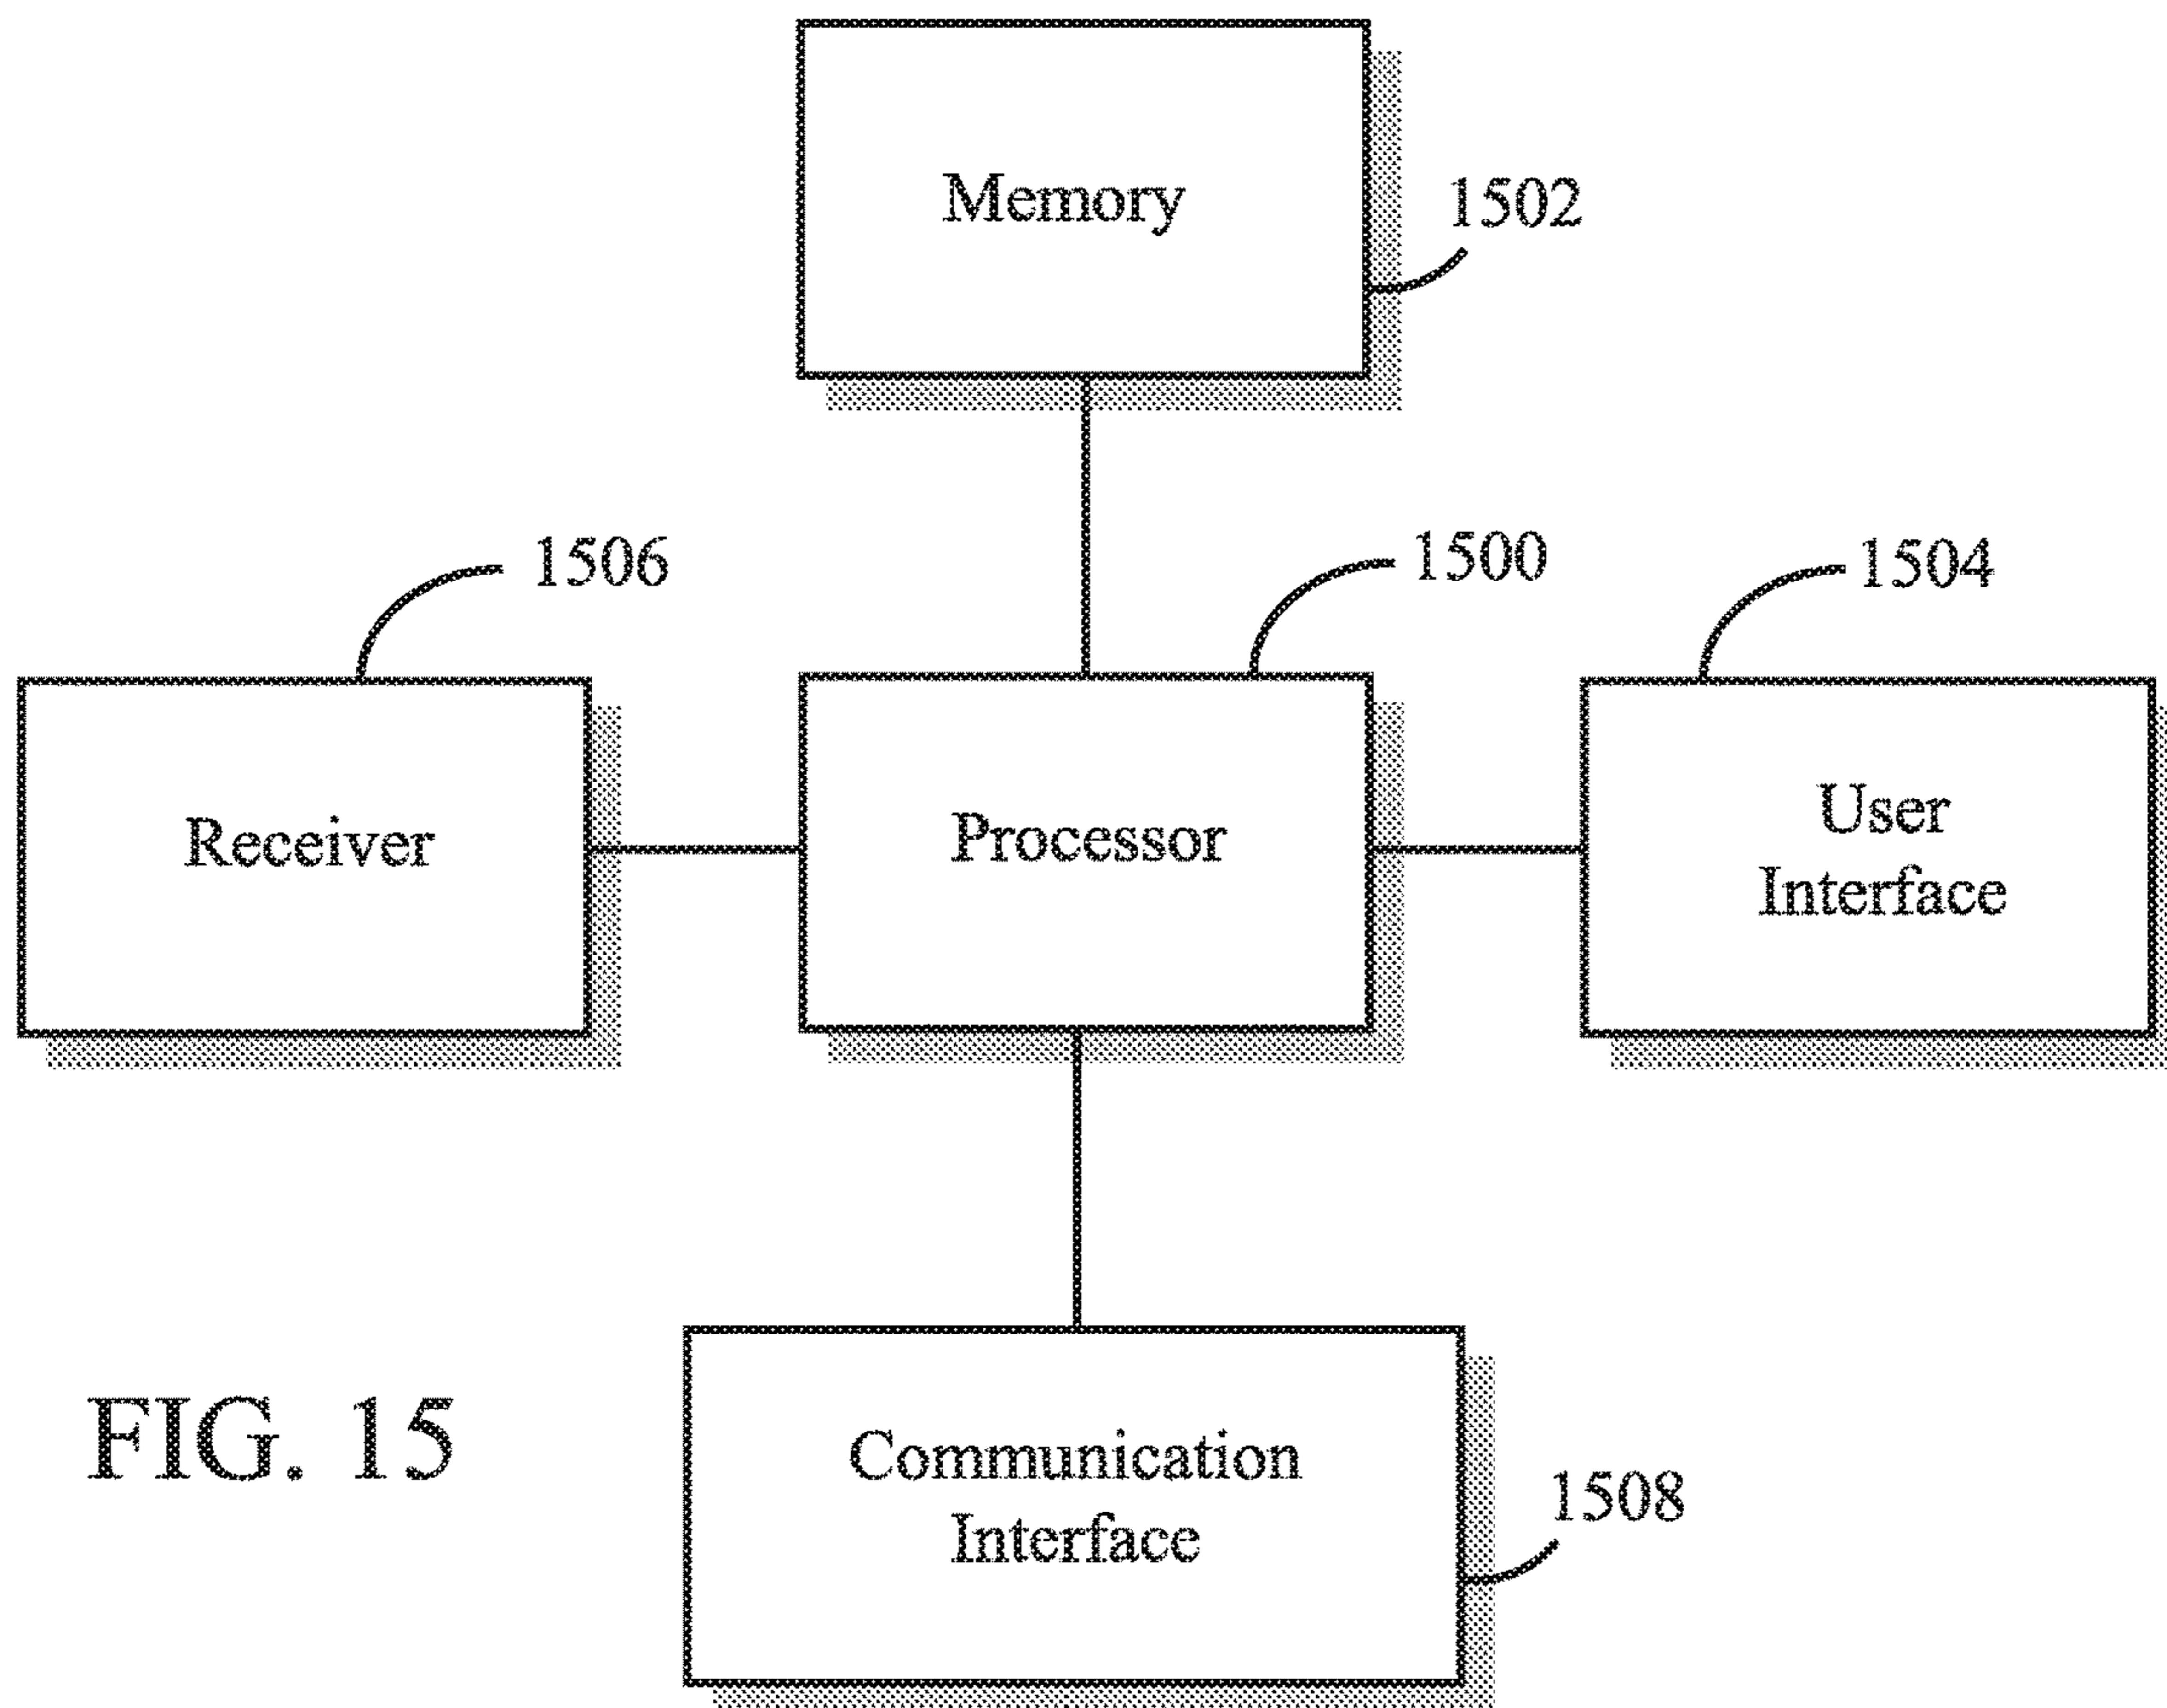 Memory
1502
1506
1500
1504
Receiver
Processor
User
Interface
Communication
Interface
1508
FIG. 15